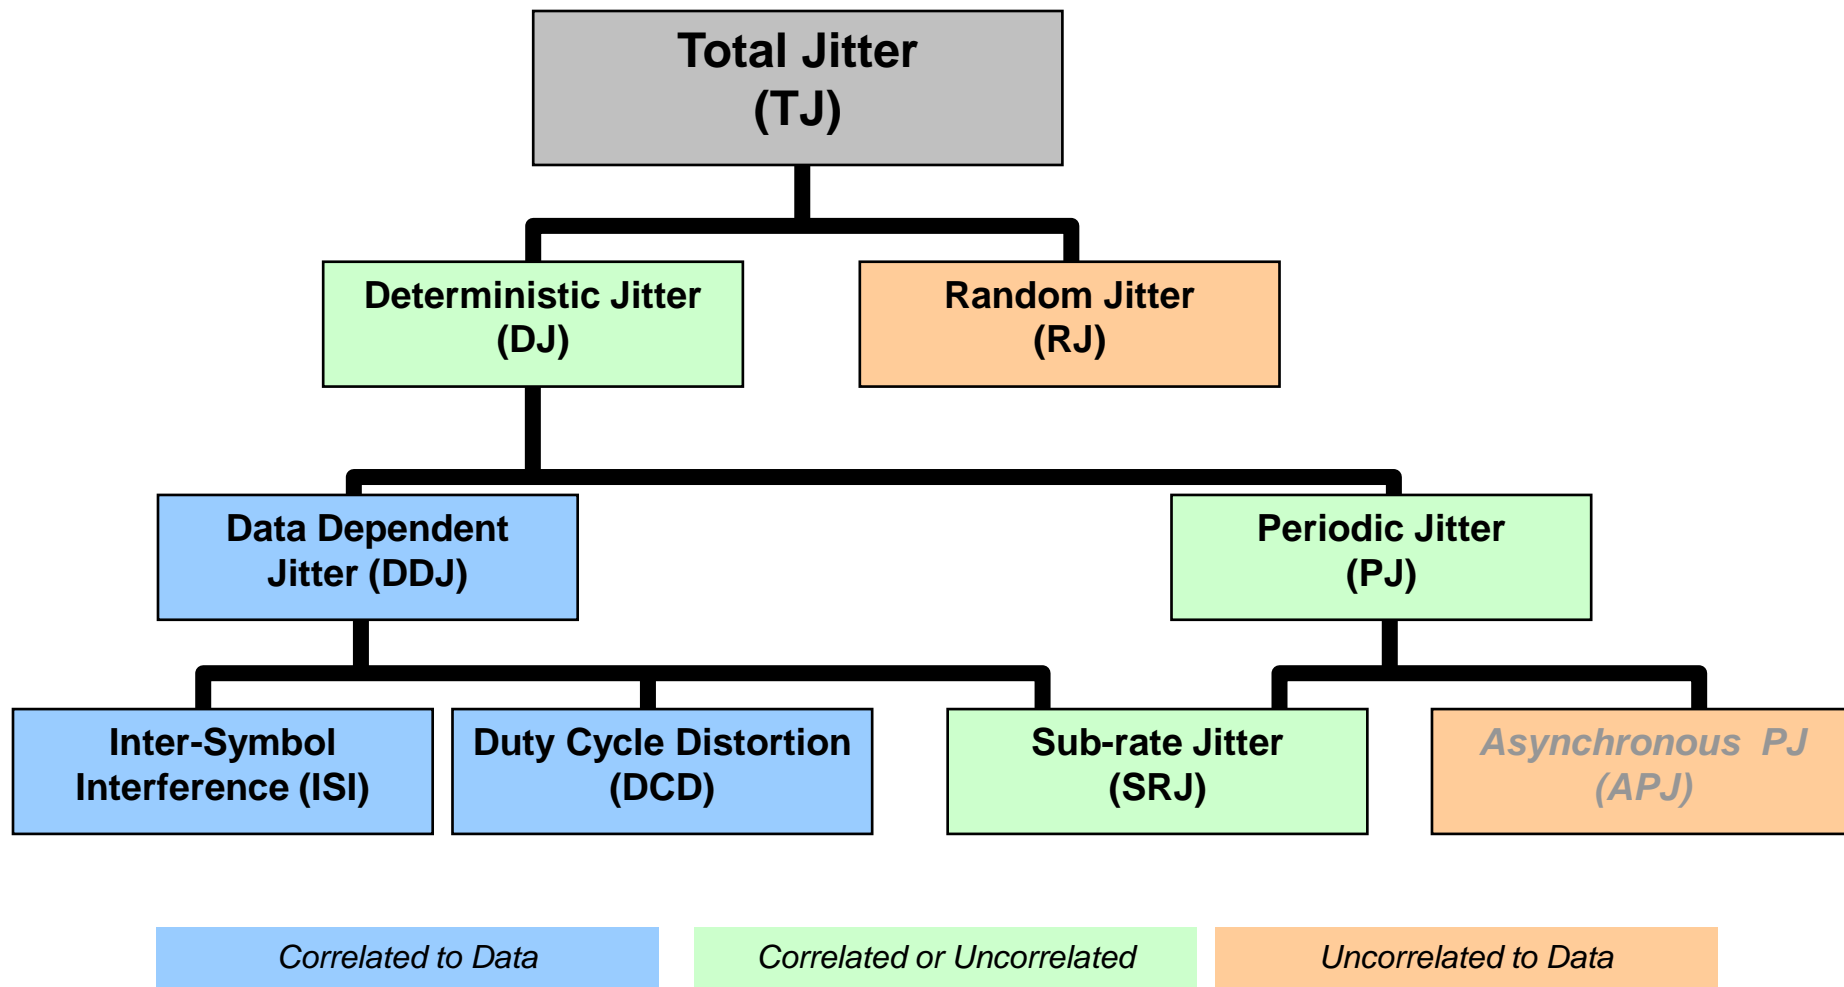 Total Jitter
(TJ)
Deterministic Jitter
(DJ)
Random Jitter
(RJ)
Data Dependent
Jitter (DDJ)
Periodic Jitter
(PJ)
Inter-Symbol
Interference (ISI)
Duty Cycle Distortion
(DCD)
Sub-rate Jitter
(SRJ)
Asynchronous  PJ
(APJ)
Correlated to Data
Correlated or Uncorrelated
Uncorrelated to Data